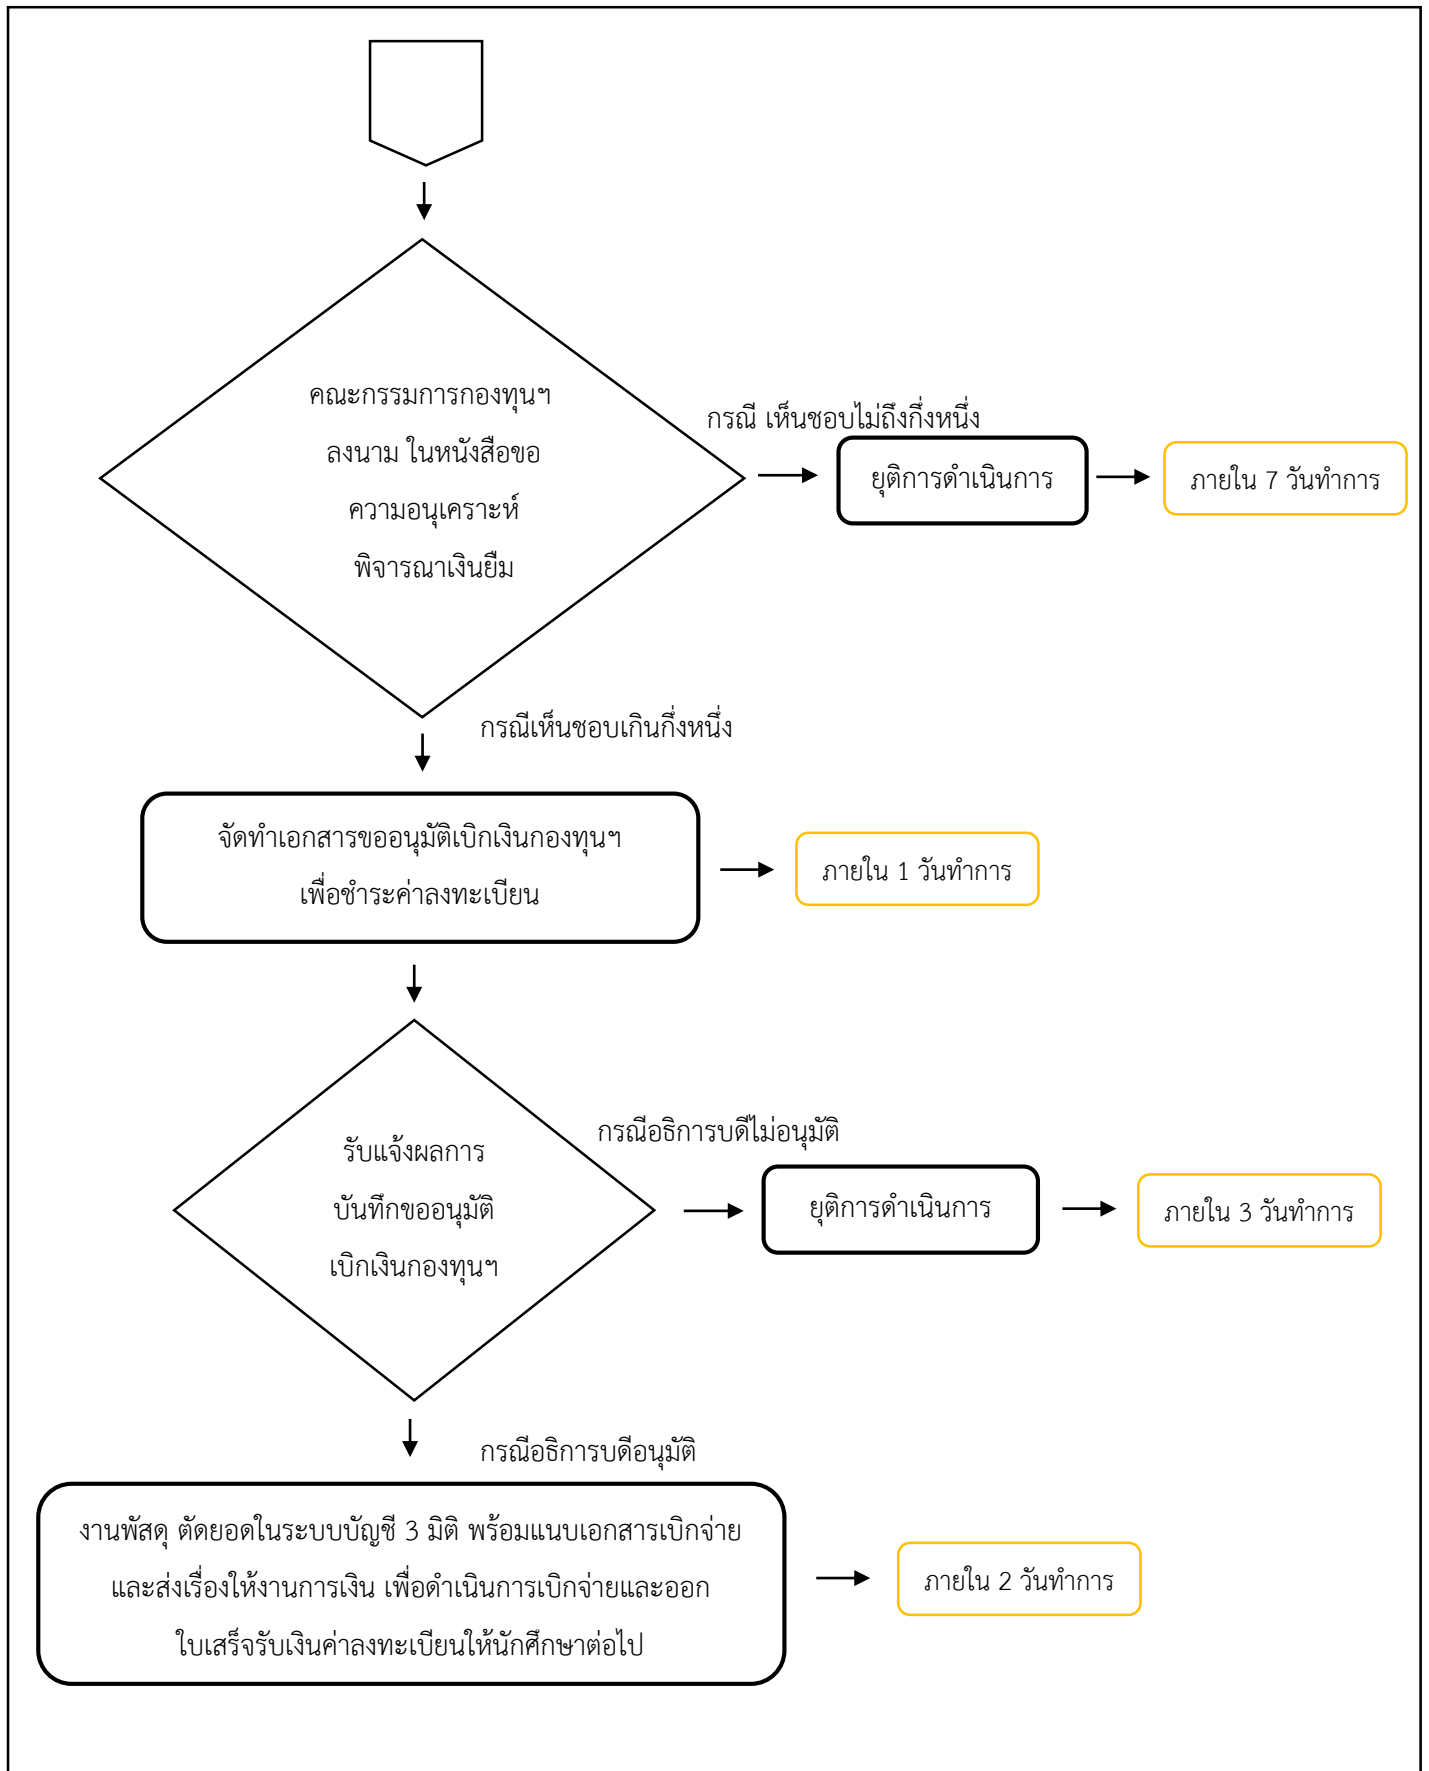 คณะกรรมการกองทุนฯ
ลงนาม ในหนังสือขอ
ความอนุเคราะห์
พิจารณาเงินยืม
กรณี เห็นชอบไม่ถึงกึ่งหนึ่ง
ยุติการดำเนินการ
ภายใน 7 วันทำการ
กรณีเห็นชอบเกินกึ่งหนึ่ง
จัดทำเอกสารขออนุมัติเบิกเงินกองทุนฯ
เพื่อชำระค่าลงทะเบียน
ภายใน 1 วันทำการ
รับแจ้งผลการ
บันทึกขออนุมัติ
เบิกเงินกองทุนฯ
กรณีอธิการบดีไม่อนุมัติ
ยุติการดำเนินการ
ภายใน 3 วันทำการ
กรณีอธิการบดีอนุมัติ
งานพัสดุ ตัดยอดในระบบบัญชี 3 มิติ พร้อมแนบเอกสารเบิกจ่าย
และส่งเรื่องให้งานการเงิน เพื่อดำเนินการเบิกจ่ายและออก
ใบเสร็จรับเงินค่าลงทะเบียนให้นักศึกษาต่อไป
ภายใน 2 วันทำการ